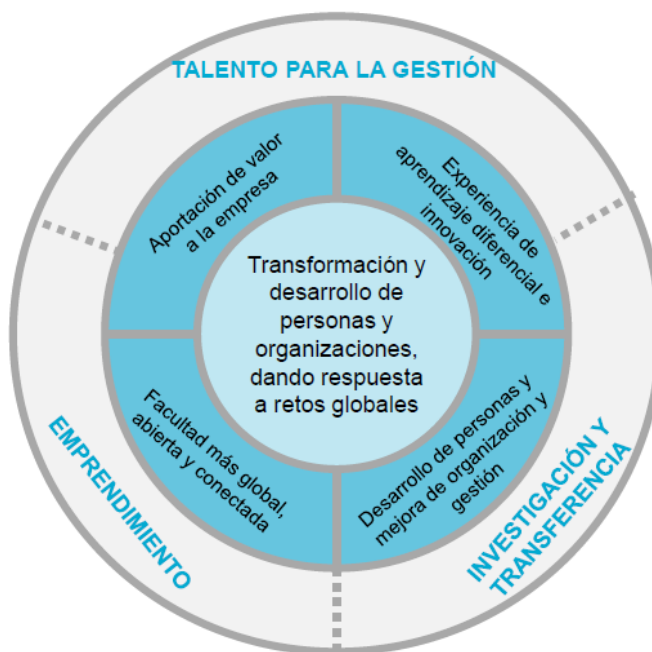 TALENTO PARA LA GESTIÓN
Aportación de valor
a la empresa
Experiencia de
aprendizaje diferencial e
innovación
Transformación y
desarrollo de
personas y
organizaciones,
dando respuesta
a retos globales
Facultad más global,
abierta y conectada
Desarrollo de personas y
mejora de organización y
gestión
EMPRENDIMIENTO
INVESTIGACIÓN Y
TRANSFERENCIA